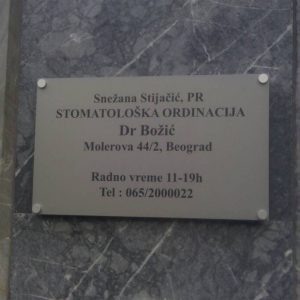 Snežana Stijačić, PR
STOMATOLOŠKA ORDINACIJA
Dr Božić
Molerova 44/2, Beograd
Radno vreme 11-19h
Tel : 065/2000022